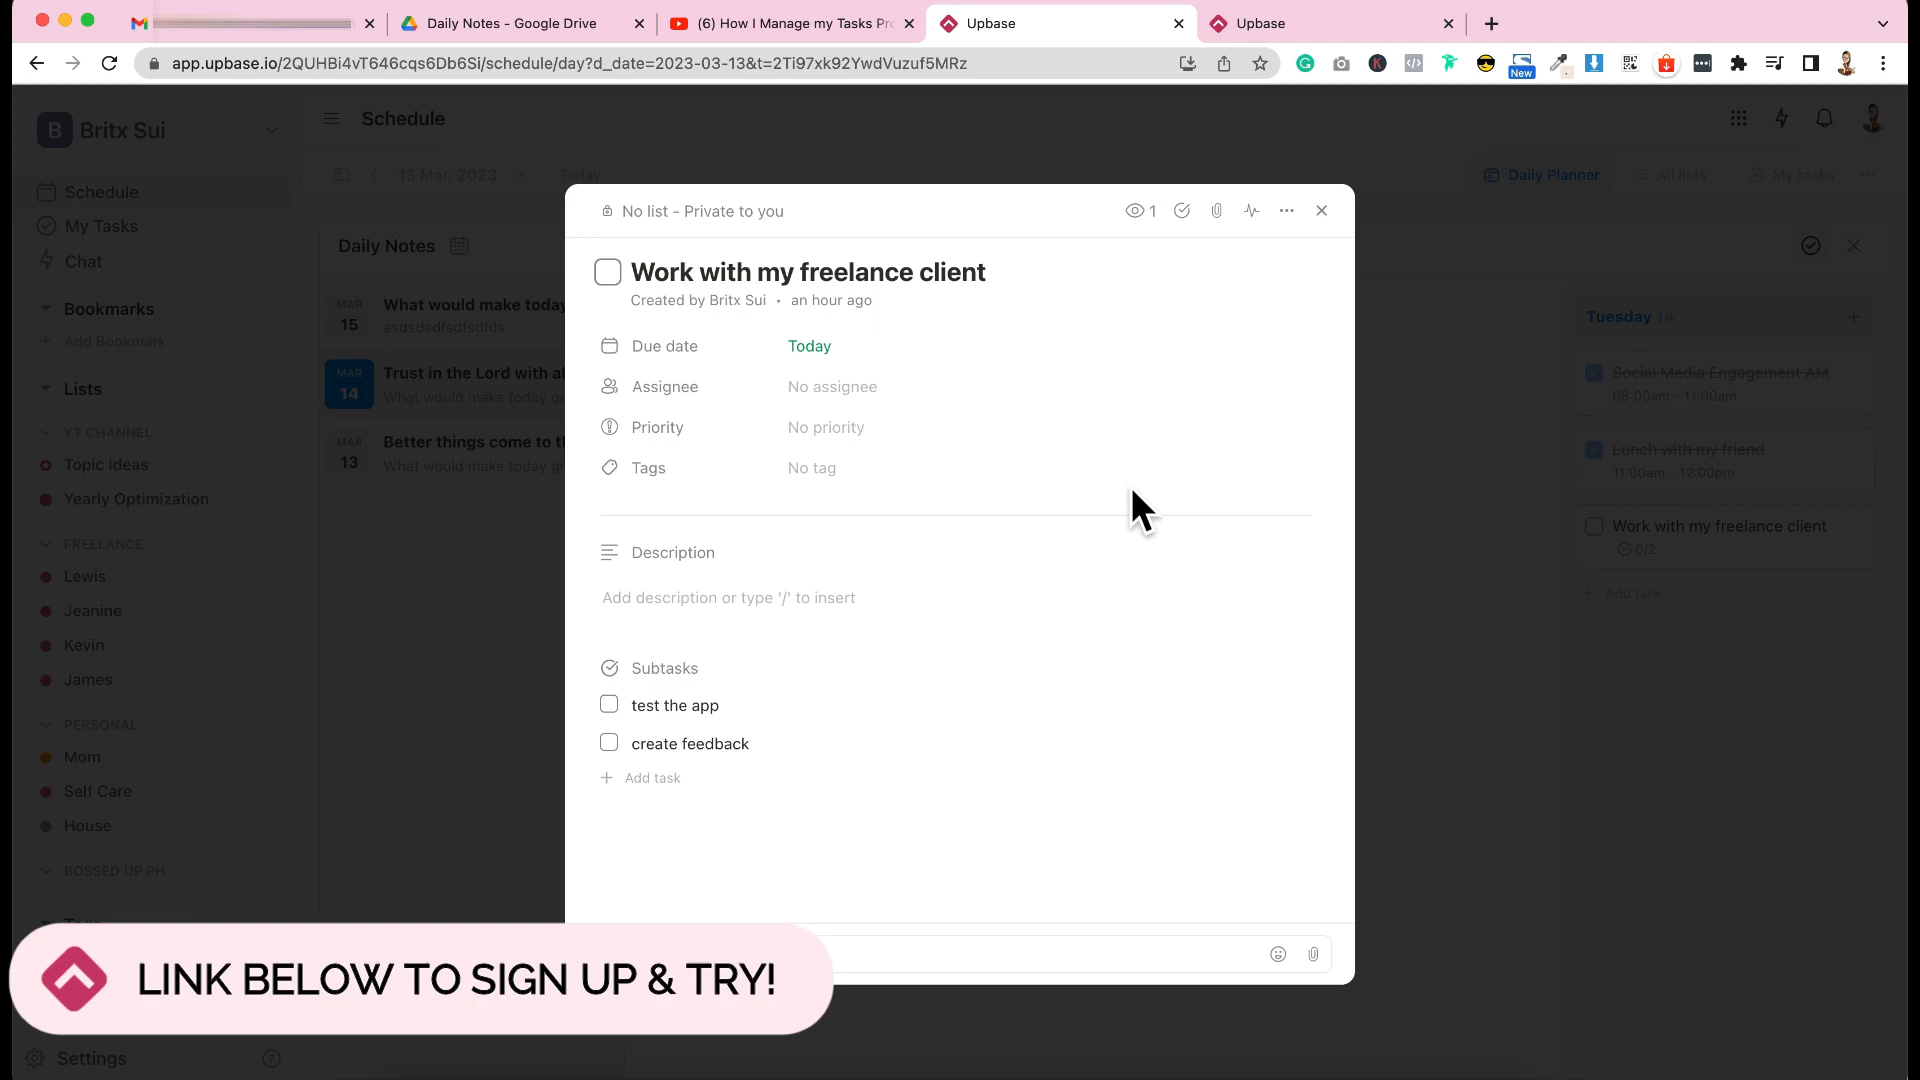 Daily Notes - Google Drive
(6) How I Manage my Tasks Pr
Upbase
Upbase
app.upbase.io/2QUHBi4vT646cqs6Db6Si/schedule/day?d_date=2023-03-13&t=2Ti97xk92YwdVuzuf5MRz
New
B Britx Sui
Schedule
13 Mar, 2023
Today
Daily Planner
All lists
My tasks
Schedule
My Tasks
Chat
Bookmarks
Add Bookmark
Lists
YT CHANNEL
Topic Ideas
Yearly Optimization
FREELANCE
Lewis
Jeanine
Kevin
James
PERSONAL
Mom
Self Care
House
BOSSED UP PH
Tags
Settings
Daily Notes
MAR
15
What would make today
asdsdsdfsdfsdfds
MAR
14
Trust in the Lord with al
What would make today gr
MAR
13
Better things come to th
What would make today gr
No list - Private to you
1
Work with my freelance client
Created by Britx Sui • an hour ago
Due date Today
Assignee No assignee
Priority No priority
Tags No tag
Description
Add description or type '/' to insert
Subtasks
test the app
create feedback
Add task
Tuesday 14
Social Media Engagement AM
08:00am - 11:00am
Lunch with my friend
11:00am - 12:00pm
Work with my freelance client
0/2
Add task
LINK BELOW TO SIGN UP & TRY!